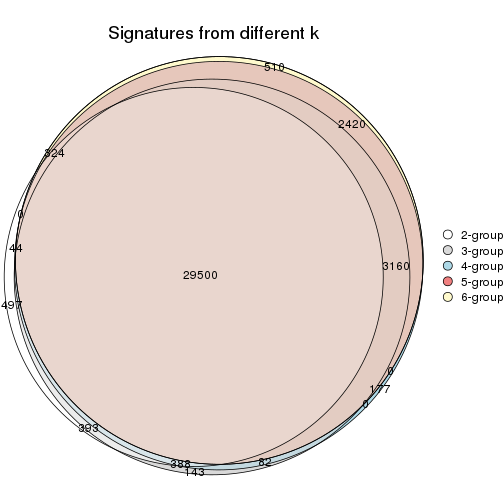 Signatures from different k
510
2420
324
0
44
3160
29500
497
0
177
0
393
388
143
82
2-group
3-group
4-group
5-group
6-group